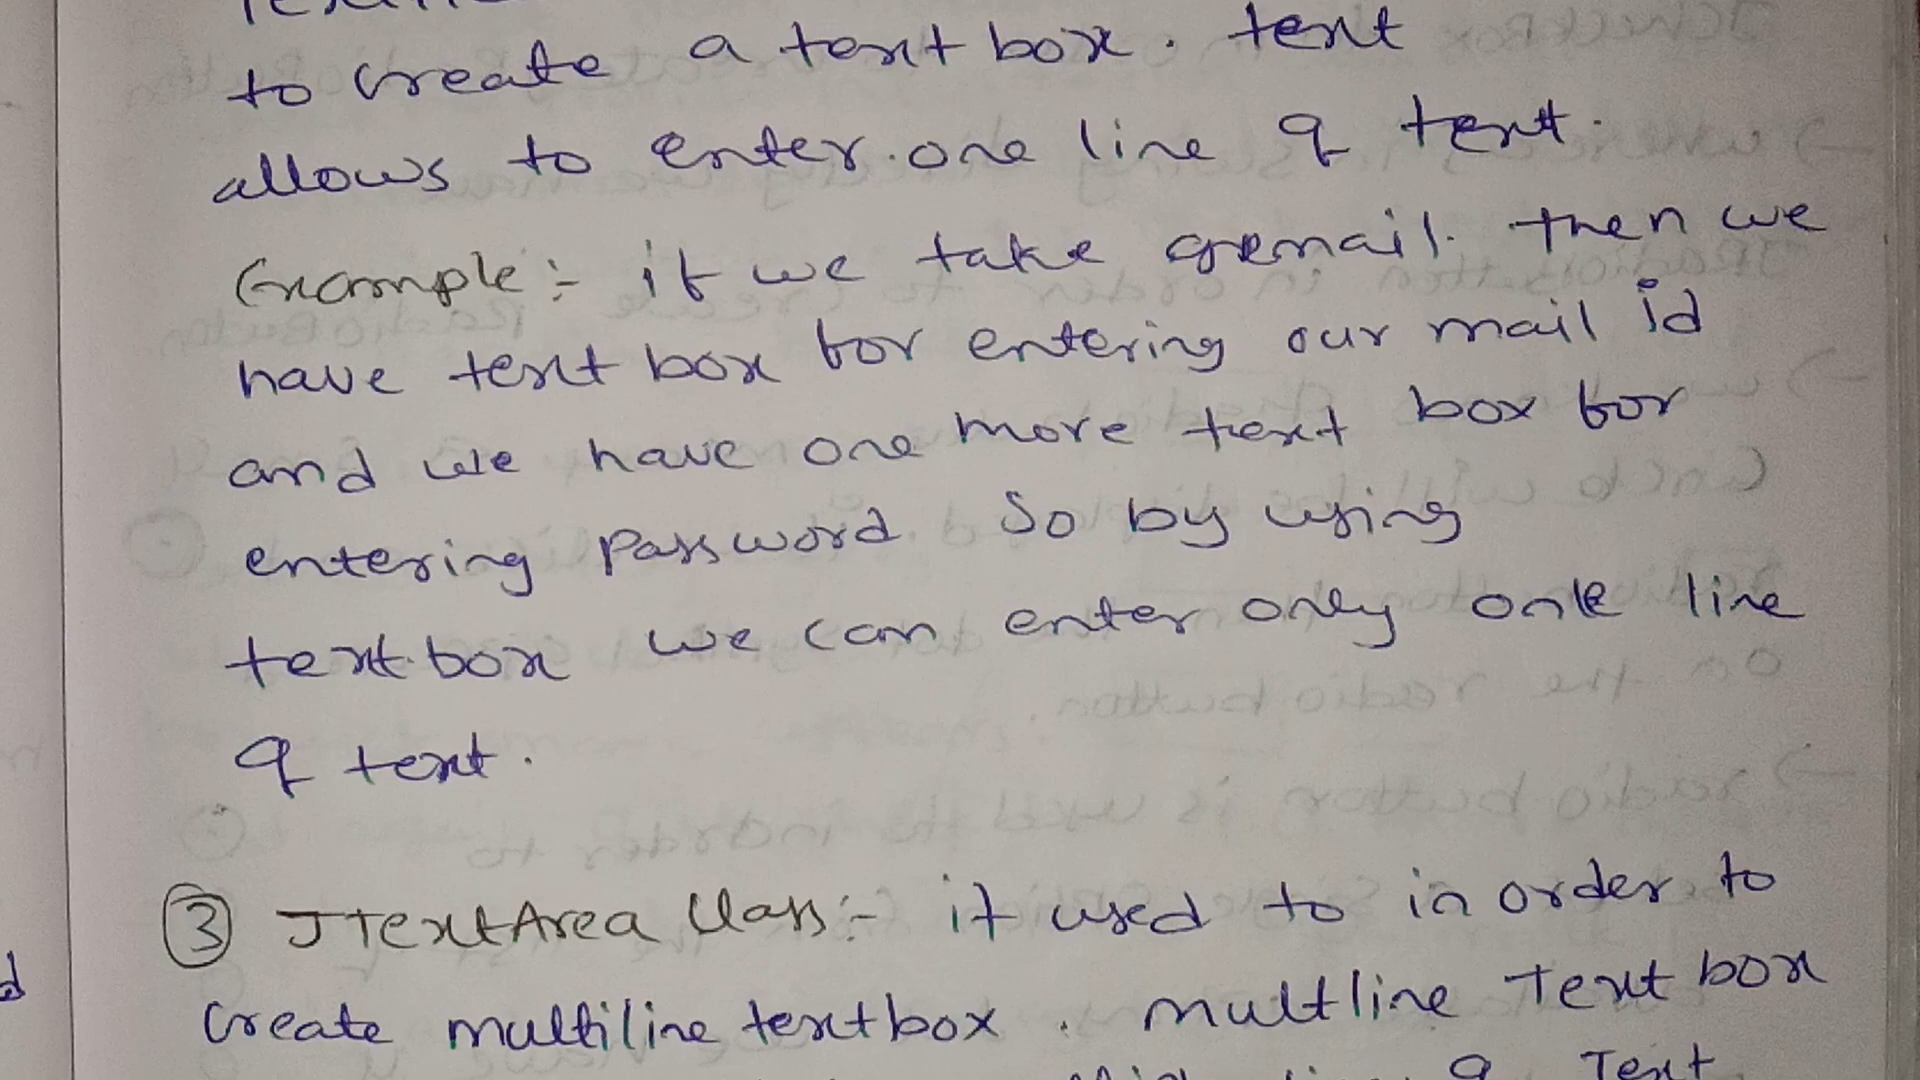 to create a text box. text
allows to enter one line of text.
Example:- if we take gemail. then we
have text box for entering our mail id
and we have one more text box for
entering password. So by using
text box we can enter only one line
of text.
③ JTextArea Class:- it used to in order to
Create multiline textbox. multline Text box
of Text